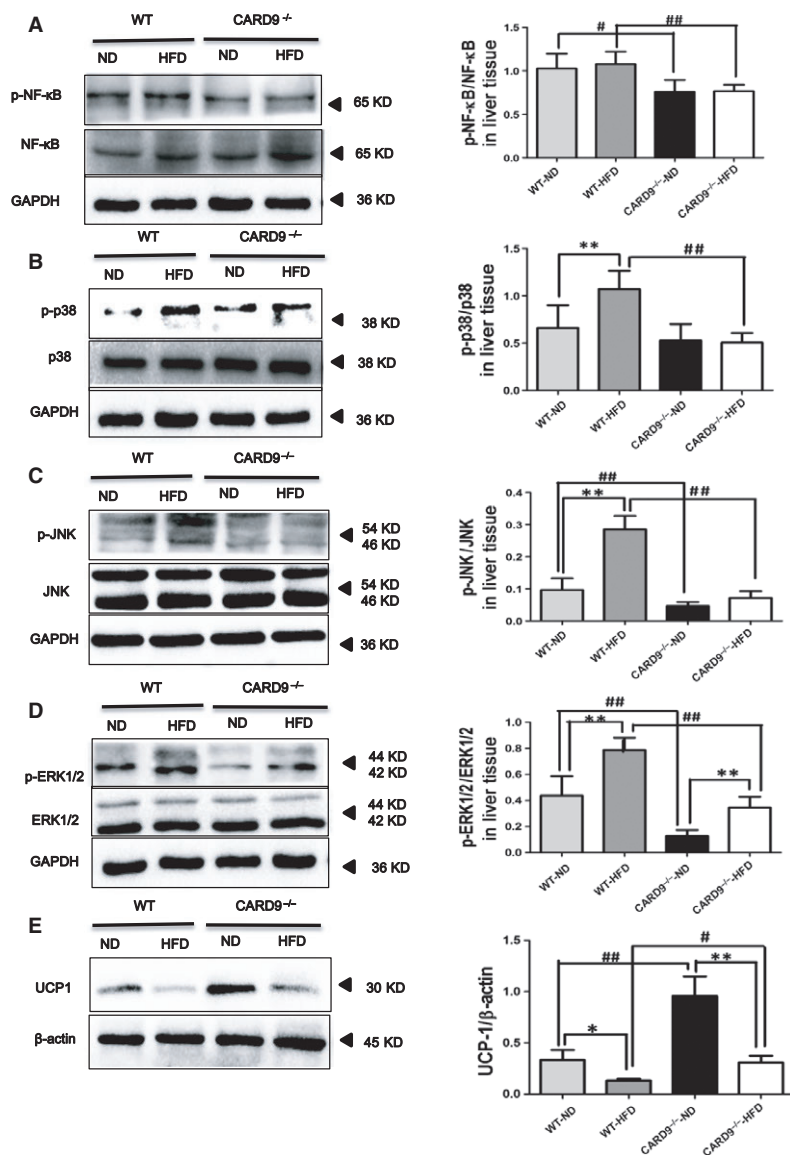 A
WT
CARD9⁻/⁻
ND
HFD
ND
HFD
p-NF-κB
65 KD
NF-κB
65 KD
GAPDH
36 KD
p-NF-κB/NF-κB
in liver tissue
1.5
1.0
0.5
0.0
#
##
WT-ND
WT-HFD
CARD9⁻/⁻-ND
CARD9⁻/⁻-HFD
B
WT
CARD9⁻/⁻
ND
HFD
ND
HFD
p-p38
38 KD
p38
38 KD
GAPDH
36 KD
p-p38/p38
in liver tissue
1.5
1.0
0.5
0.0
**
##
WT-ND
WT-HFD
CARD9⁻/⁻-ND
CARD9⁻/⁻-HFD
C
WT
CARD9⁻/⁻
ND
HFD
ND
HFD
p-JNK
54 KD
46 KD
JNK
54 KD
46 KD
GAPDH
36 KD
p-JNK/JNK
in liver tissue
0.4
0.3
0.2
0.1
0.0
##
**
##
WT-ND
WT-HFD
CARD9⁻/⁻-ND
CARD9⁻/⁻-HFD
D
WT
CARD9⁻/⁻
ND
HFD
ND
HFD
p-ERK1/2
44 KD
42 KD
ERK1/2
44 KD
42 KD
GAPDH
36 KD
p-ERK1/2/ERK1/2
in liver tissue
1.0
0.8
0.6
0.4
0.2
0.0
##
**
##
**
WT-ND
WT-HFD
CARD9⁻/⁻-ND
CARD9⁻/⁻-HFD
E
WT
CARD9⁻/⁻
ND
HFD
ND
HFD
UCP1
30 KD
β-actin
45 KD
UCP-1/β-actin
1.5
1.0
0.5
0.0
#
##
**
*
WT-ND
WT-HFD
CARD9⁻/⁻-ND
CARD9⁻/⁻-HFD